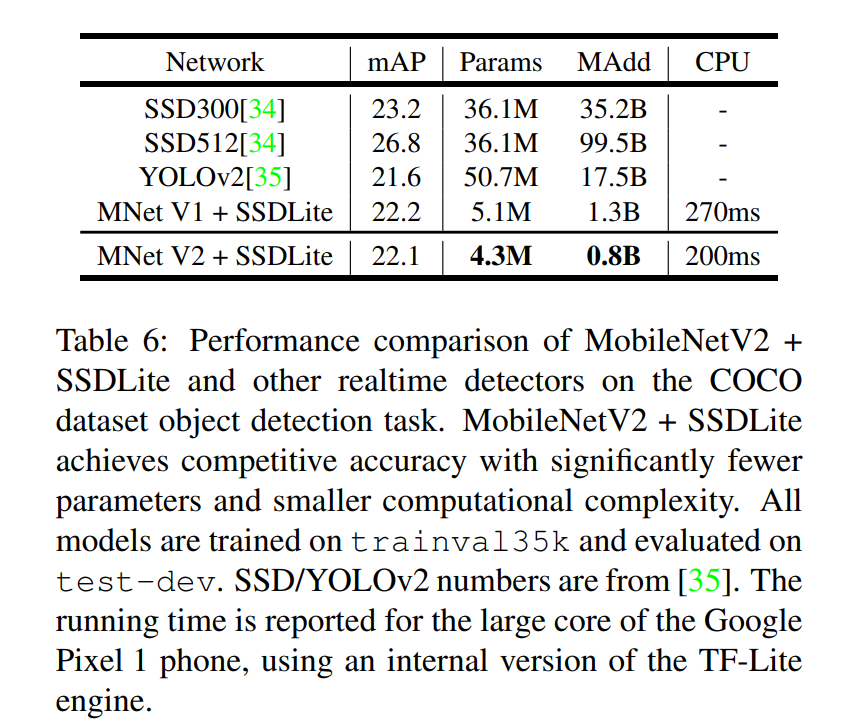 Network mAP Params MAdd CPU
SSD300[34] 23.2 36.1M 35.2B -
SSD512[34] 26.8 36.1M 99.5B -
YOLOv2[35] 21.6 50.7M 17.5B -
MNet V1 + SSDLite 22.2 5.1M 1.3B 270ms
MNet V2 + SSDLite 22.1 4.3M 0.8B 200ms
Table 6: Performance comparison of MobileNetV2 +
SSDLite and other realtime detectors on the COCO
dataset object detection task. MobileNetV2 + SSDLite
achieves competitive accuracy with significantly fewer
parameters and smaller computational complexity. All
models are trained on trainval35k and evaluated on
test-dev. SSD/YOLOv2 numbers are from [35]. The
running time is reported for the large core of the Google
Pixel 1 phone, using an internal version of the TF-Lite
engine.